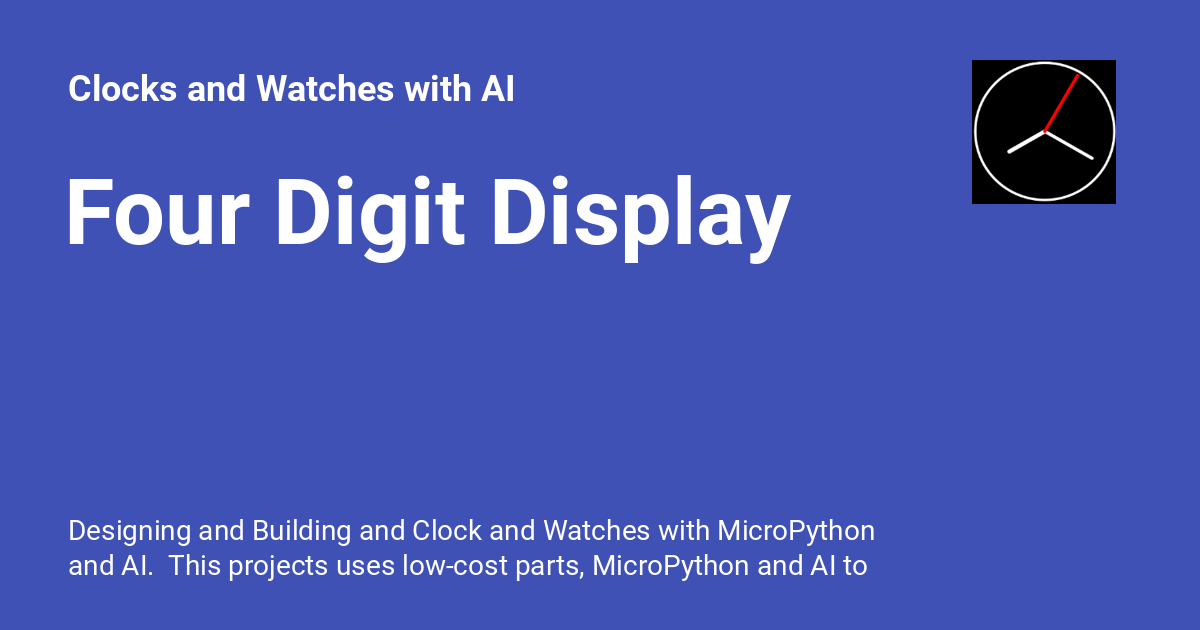 Clocks and Watches with AI
Four Digit Display
Designing and Building and Clock and Watches with MicroPython
and AI.  This projects uses low-cost parts, MicroPython and AI to